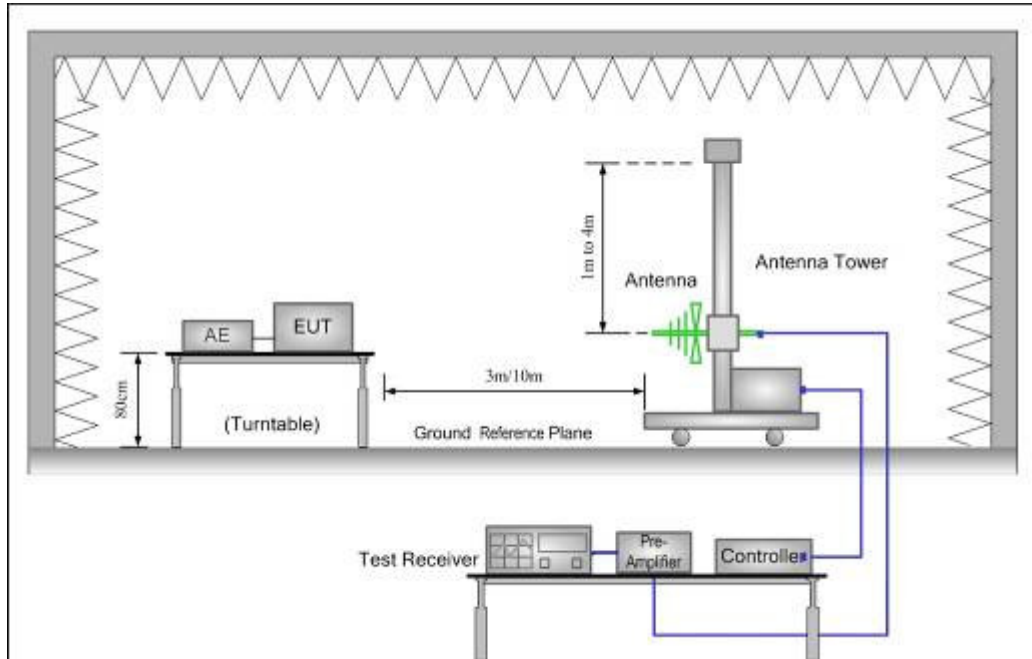 1m to 4m
Antenna
Antenna Tower
AE
EUT
80cm
3m/10m
(Turntable)
Ground Reference Plane
Test Receiver
Pre-
Amplifier
Controlle